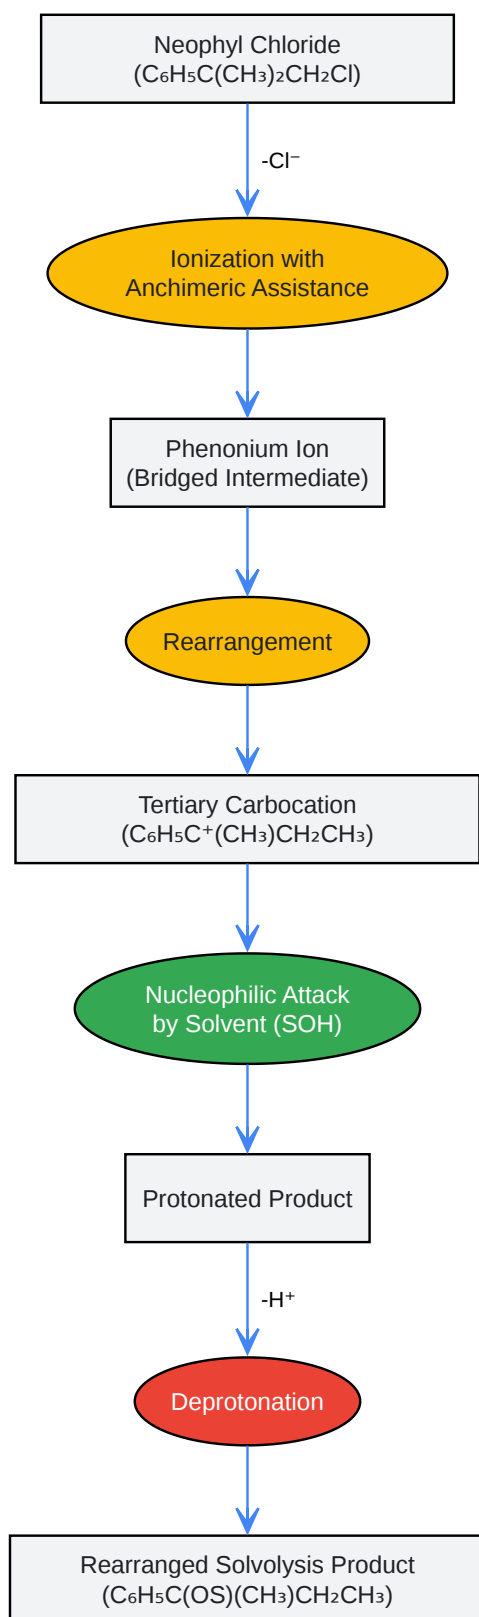 Neophyl Chloride
(C₆H₅C(CH₃)₂CH₂Cl)
-Cl⁻
Ionization with
Anchimeric Assistance
Phenonium Ion
(Bridged Intermediate)
Rearrangement
Tertiary Carbocation
(C₆H₅C⁺(CH₃)CH₂CH₃)
Nucleophilic Attack
by Solvent (SOH)
Protonated Product
-H⁺
Deprotonation
Rearranged Solvolysis Product
(C₆H₅C(OS)(CH₃)CH₂CH₃)